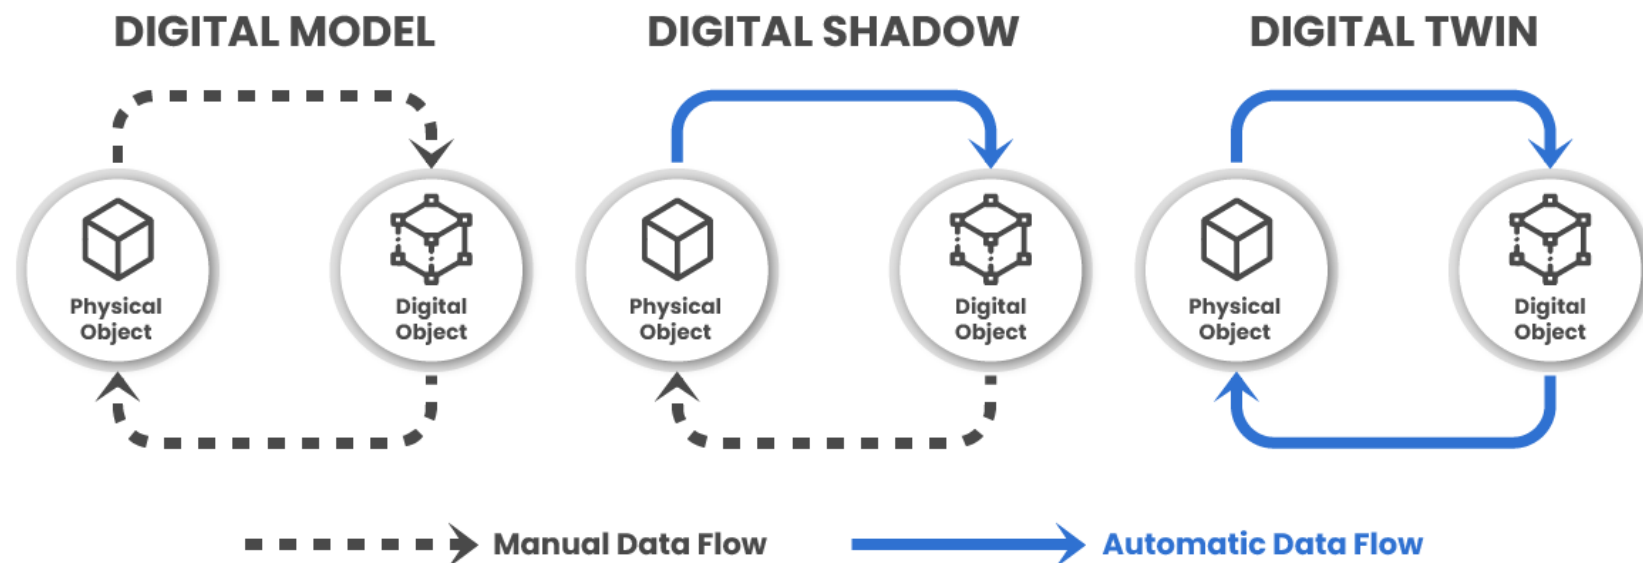 DIGITAL MODEL
DIGITAL SHADOW
DIGITAL TWIN
Physical
Object
Digital
Object
Physical
Object
Digital
Object
Physical
Object
Digital
Object
Manual Data Flow
Automatic Data Flow